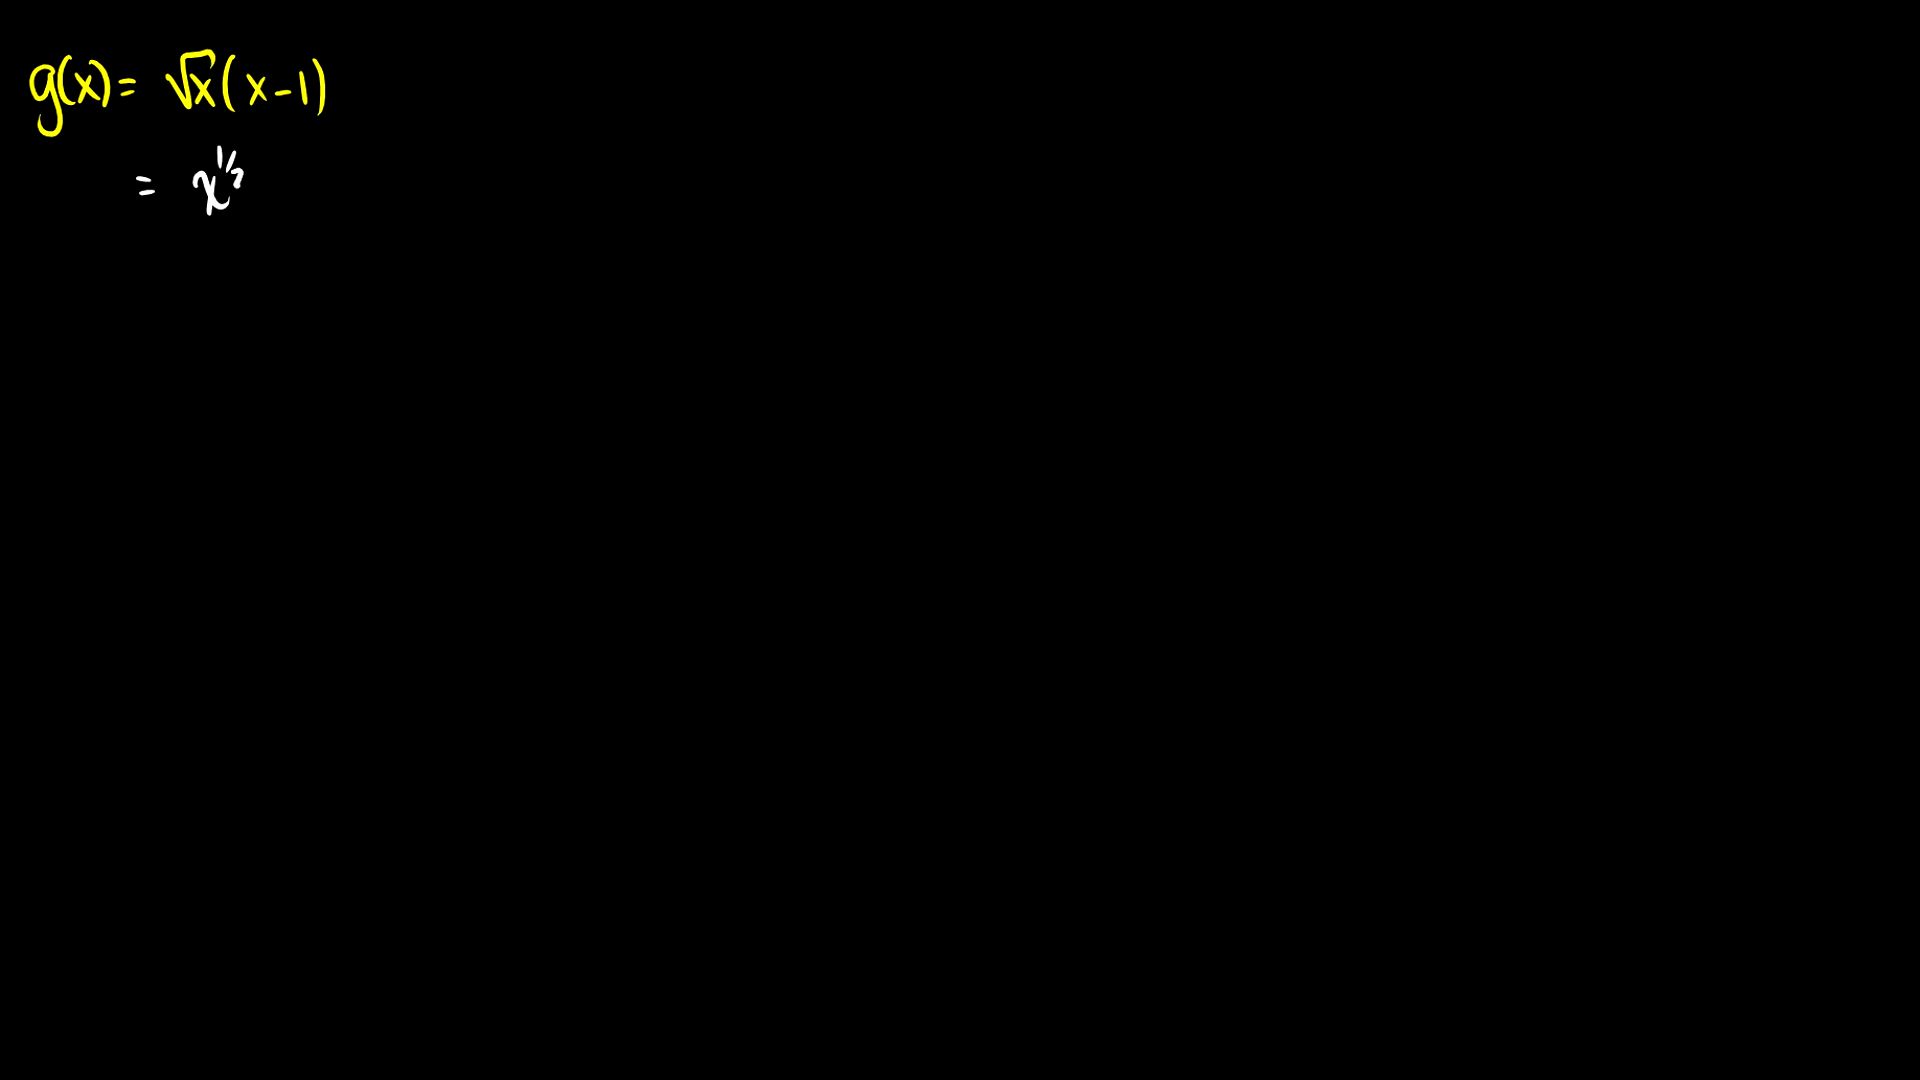 g(x) = √x (x-1)
= x^1/2